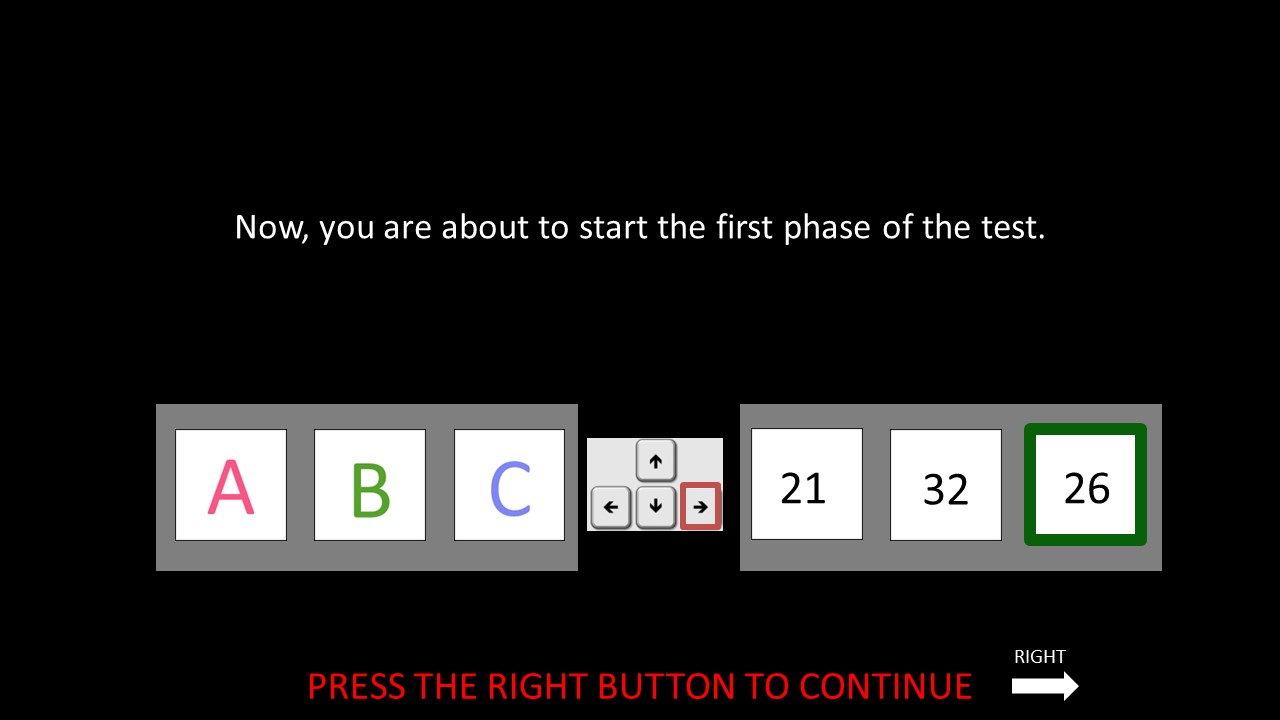 Now, you are about to start the first phase of the test.
A B C 21 32 26
RIGHT
PRESS THE RIGHT BUTTON TO CONTINUE